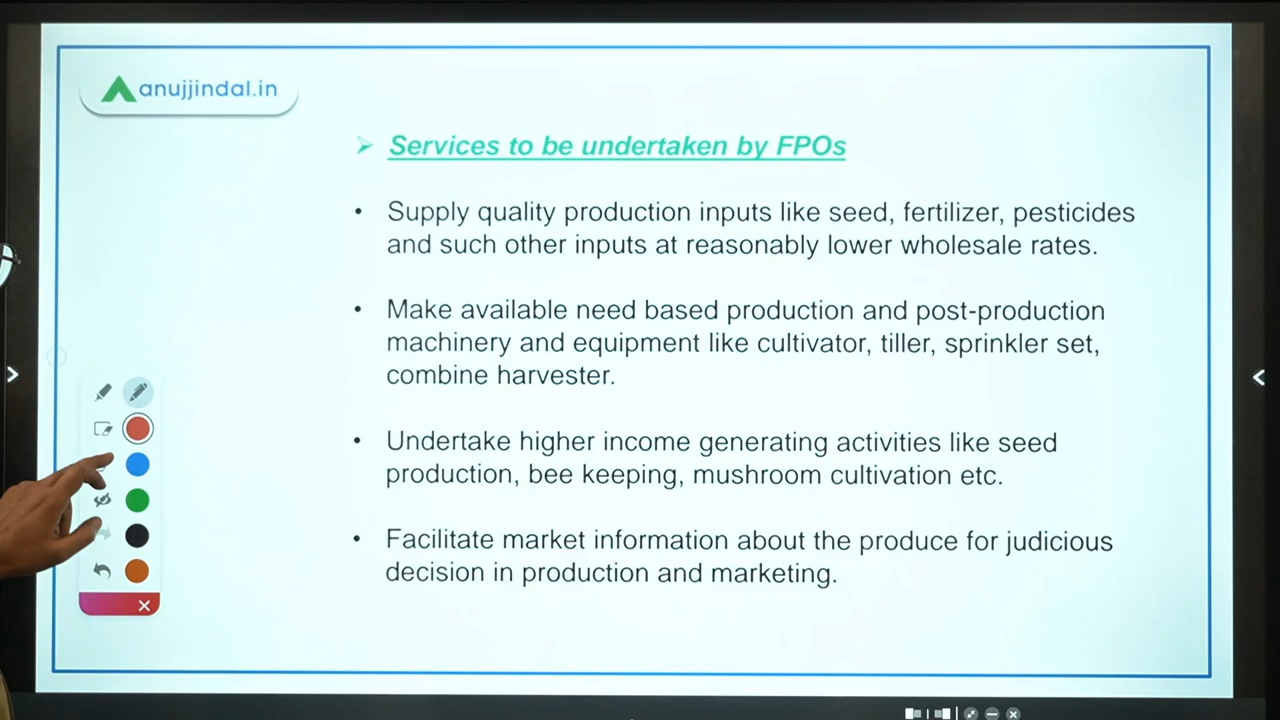 anujjindal.in
Services to be undertaken by FPOs
Supply quality production inputs like seed, fertilizer, pesticides
and such other inputs at reasonably lower wholesale rates.
Make available need based production and post-production
machinery and equipment like cultivator, tiller, sprinkler set,
combine harvester.
Undertake higher income generating activities like seed
production, bee keeping, mushroom cultivation etc.
Facilitate market information about the produce for judicious
decision in production and marketing.